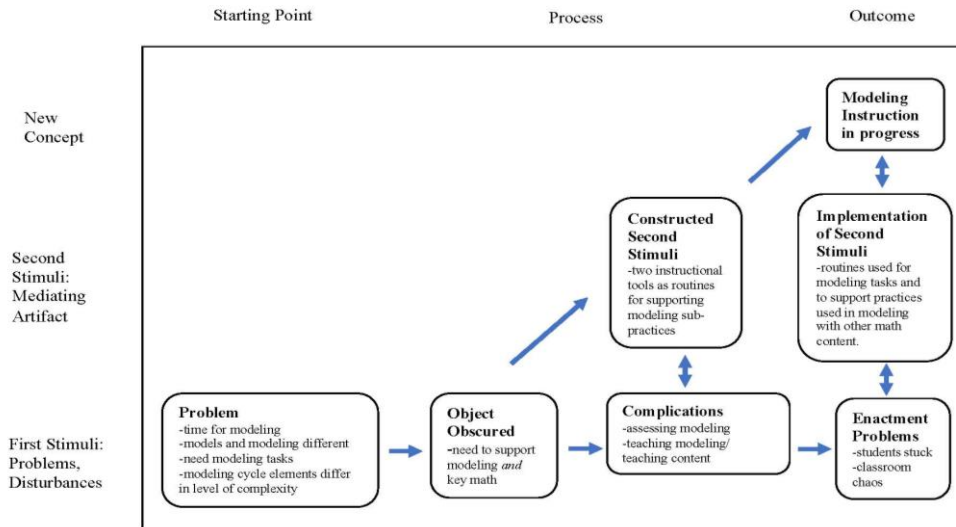 Starting Point
Process
Outcome
New
Concept
Modeling
Instruction
in progress
Second
Stimuli:
Mediating
Artifact
Constructed
Second
Stimuli
-two instructional
tools as routines
for supporting
modeling sub-
practices
Implementation
of Second
Stimuli
-routines used for
modeling tasks and
to support practices
used in modeling
with other math
content.
First Stimuli:
Problems,
Disturbances
Problem
-time for modeling
-models and modeling different
-need modeling tasks
-modeling cycle elements differ
in level of complexity
Object
Obscured
-need to support
modeling and
key math
Complications
-assessing modeling
-teaching modeling/
teaching content
Enactment
Problems
-students stuck
-classroom
chaos